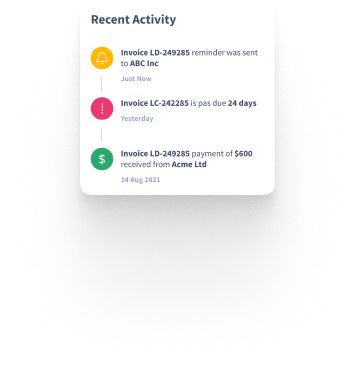 Recent Activity
Invoice LD-249285 reminder was sent
to ABC Inc
Just Now
!
Invoice LC-242285 is pas due 24 days
Yesterday
$
Invoice LD-249285 payment of $600
received from Acme Ltd
14 Aug 2021